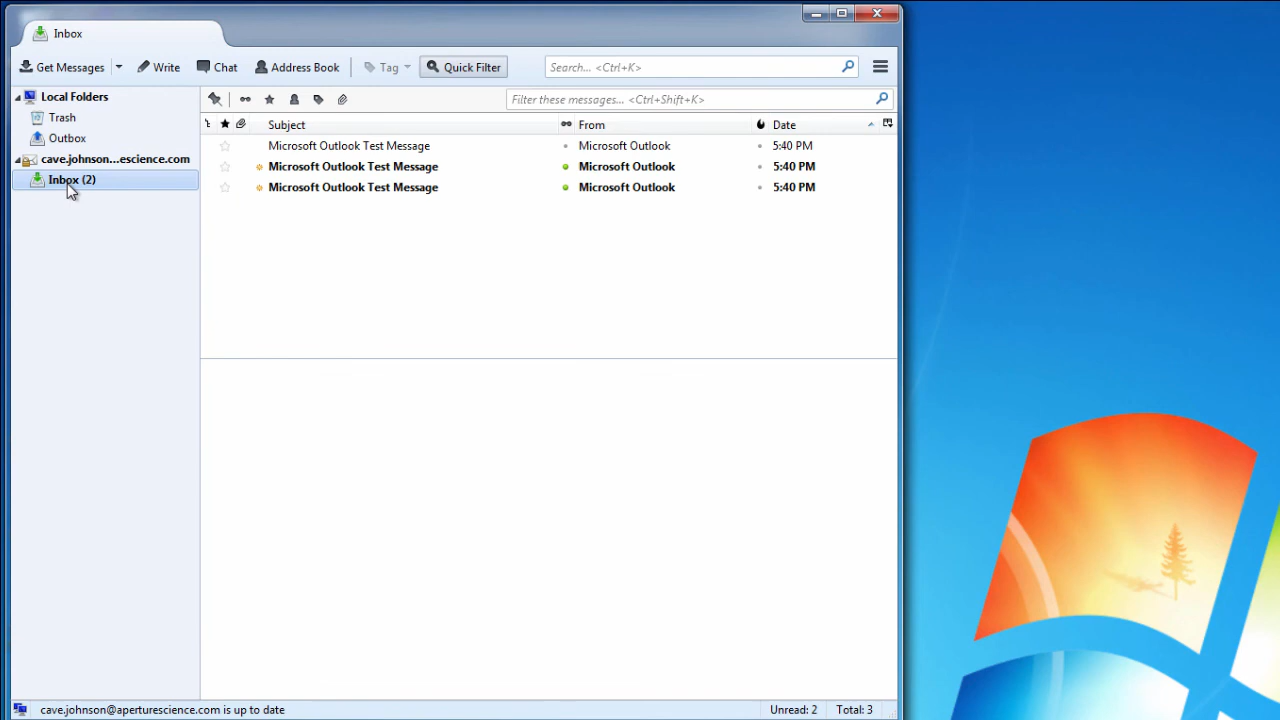 Inbox
Get Messages Write Chat Address Book Tag Quick Filter Search... <Ctrl+K>
Local Folders
Trash
Outbox
cave.johnson...escience.com
Inbox (2)
Filter these messages... <Ctrl+Shift+K>
Subject From Date
Microsoft Outlook Test Message Microsoft Outlook 5:40 PM
Microsoft Outlook Test Message Microsoft Outlook 5:40 PM
Microsoft Outlook Test Message Microsoft Outlook 5:40 PM
cave.johnson@aperturescience.com is up to date Unread: 2 Total: 3